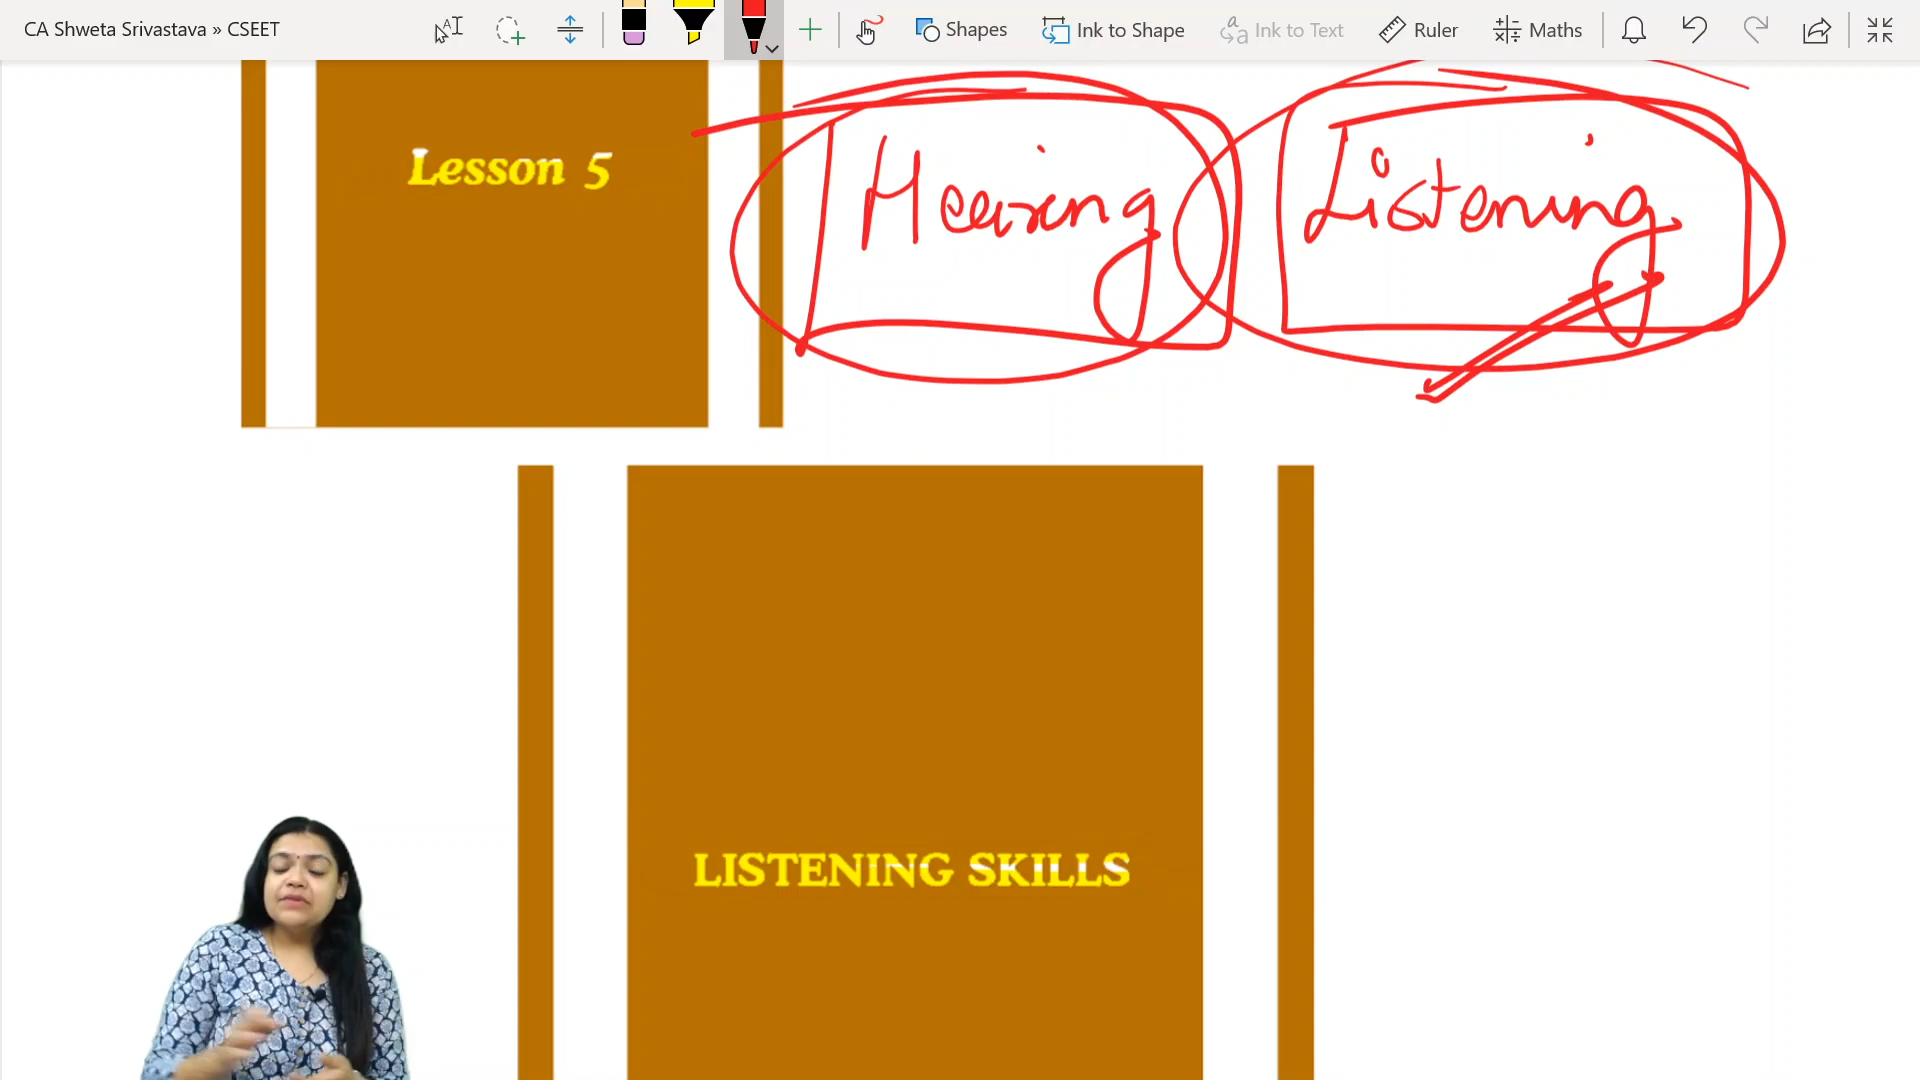 CA Shweta Srivastava » CSEET
Shapes
Ink to Shape
Ink to Text
Ruler
Maths
Lesson 5
Hearing
Listening
LISTENING SKILLS